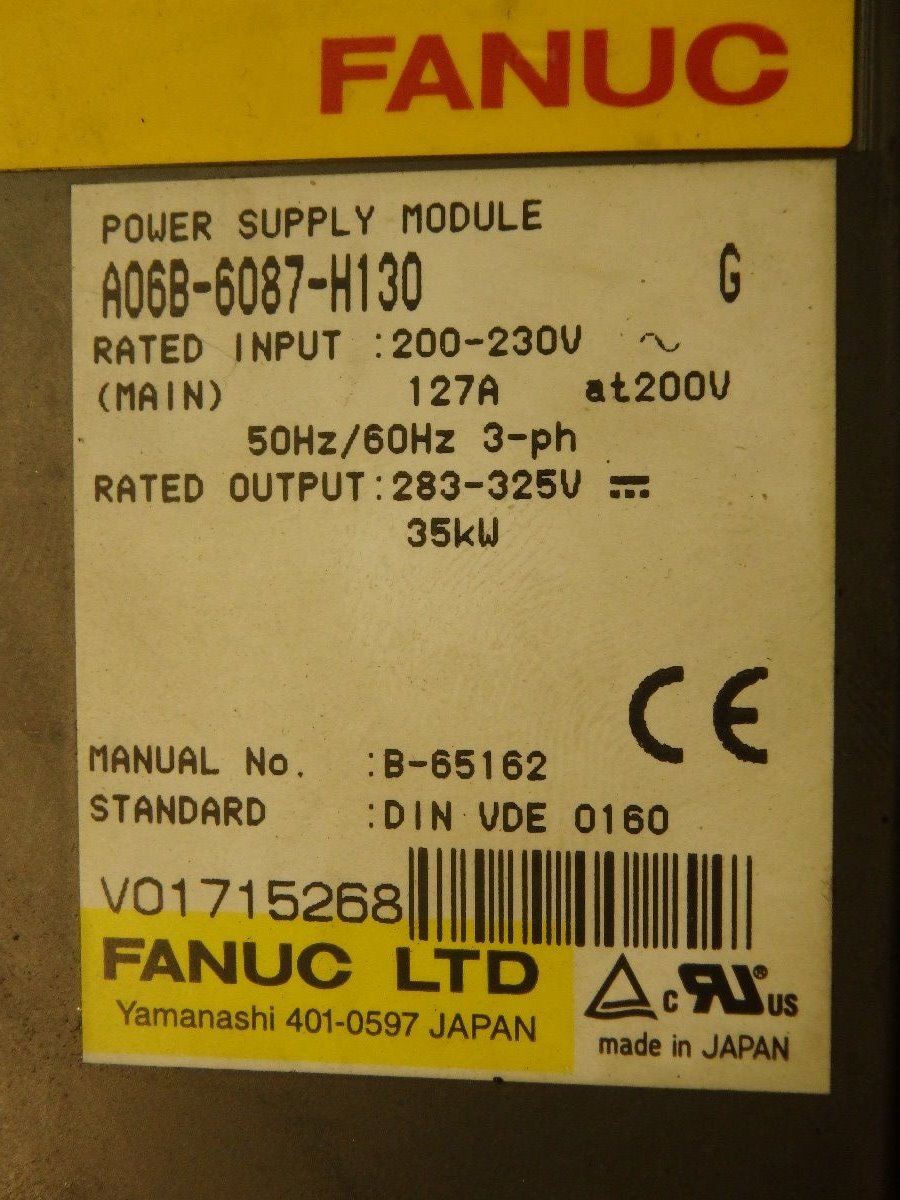 FANUC
POWER SUPPLY MODULE
A06B-6087-H130 G
RATED INPUT :200-230V ~
(MAIN) 127A at200V
50Hz/60Hz 3-ph
RATED OUTPUT:283-325V ⎓
35kW
CE
MANUAL No. :B-65162
STANDARD :DIN VDE 0160
V01715268
FANUC LTD
Yamanashi 401-0597 JAPAN
c RU ® US
made in JAPAN